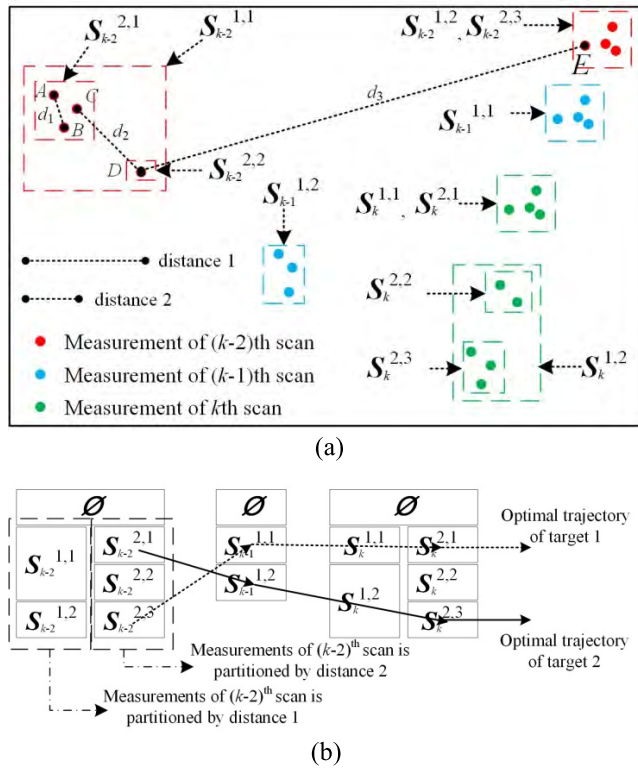 S_{k-2}^{2,1} S_{k-2}^{1,1} S_{k-2}^{1,2}, S_{k-2}^{2,3}
A C E
d_1 B d_2 d_3
D S_{k-2}^{2,2} S_{k-1}^{1,1}
S_{k-1}^{1,2} S_k^{1,1}, S_k^{2,1}
distance 1
distance 2 S_k^{2,2}
Measurement of (k-2)th scan
Measurement of (k-1)th scan S_k^{2,3} S_k^{1,2}
Measurement of kth scan
(a)
Ø Ø Ø
S_{k-2}^{1,1} S_{k-2}^{2,1} S_{k-1}^{1,1} S_k^{1,1} S_k^{2,1}
S_{k-2}^{2,2} S_{k-1}^{1,2} S_k^{1,2} S_k^{2,2}
S_{k-2}^{1,2} S_{k-2}^{2,3} S_k^{2,3}
Optimal trajectory
of target 1
Optimal trajectory
of target 2
Measurements of (k-2)^{th} scan is
partitioned by distance 2
Measurements of (k-2)^{th} scan is
partitioned by distance 1
(b)